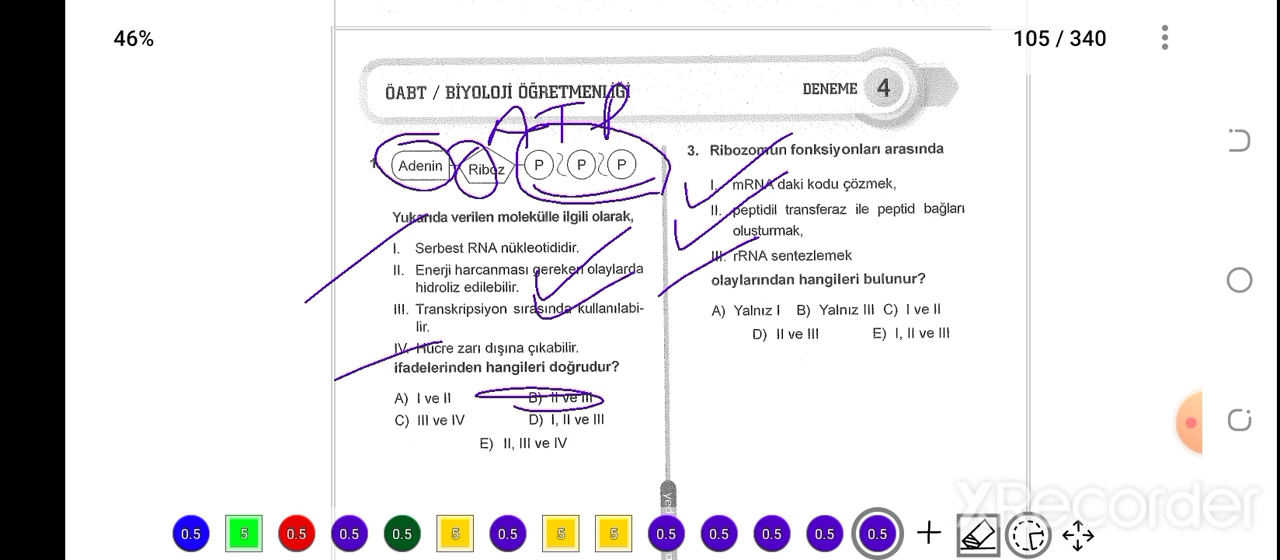 46%
105 / 340
ÖABT / BİYOLOJİ ÖĞRETMENLİĞİ
DENEME 4
ATP
1.
Adenin
Riboz
P
P
P
Yukarıda verilen molekülle ilgili olarak,
I. Serbest RNA nükleotididir.
II. Enerji harcanması gereken olaylarda
hidroliz edilebilir.
III. Transkripsiyon sırasında kullanılabi-
lir.
IV. Hücre zarı dışına çıkabilir.
ifadelerinden hangileri doğrudur?
A) I ve II
B) II ve III
C) III ve IV
D) I, II ve III
E) II, III ve IV
3. Ribozomun fonksiyonları arasında
I. mRNA daki kodu çözmek,
II. peptidil transferaz ile peptid bağları
oluşturmak,
III. rRNA sentezlemek
olaylarından hangileri bulunur?
A) Yalnız I B) Yalnız III C) I ve II
D) II ve III E) I, II ve III
0.5
5
0.5
0.5
0.5
5
0.5
5
5
0.5
0.5
0.5
0.5
0.5
XRecorder